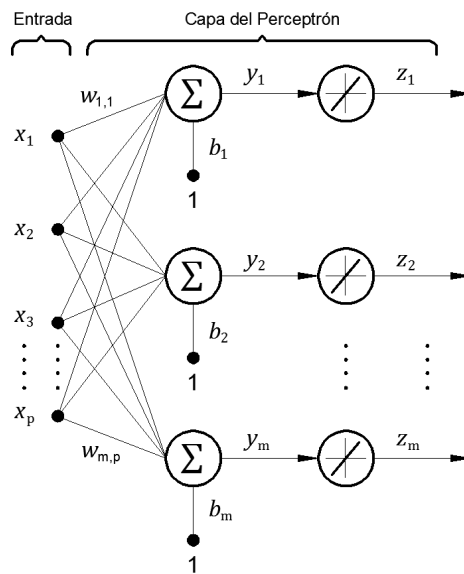 Entrada
Capa del Perceptrón
w1,1
Σ
y1
z1
x1
b1
1
x2
Σ
y2
z2
x3
b2
1
xp
wm,p
Σ
ym
zm
bm
1